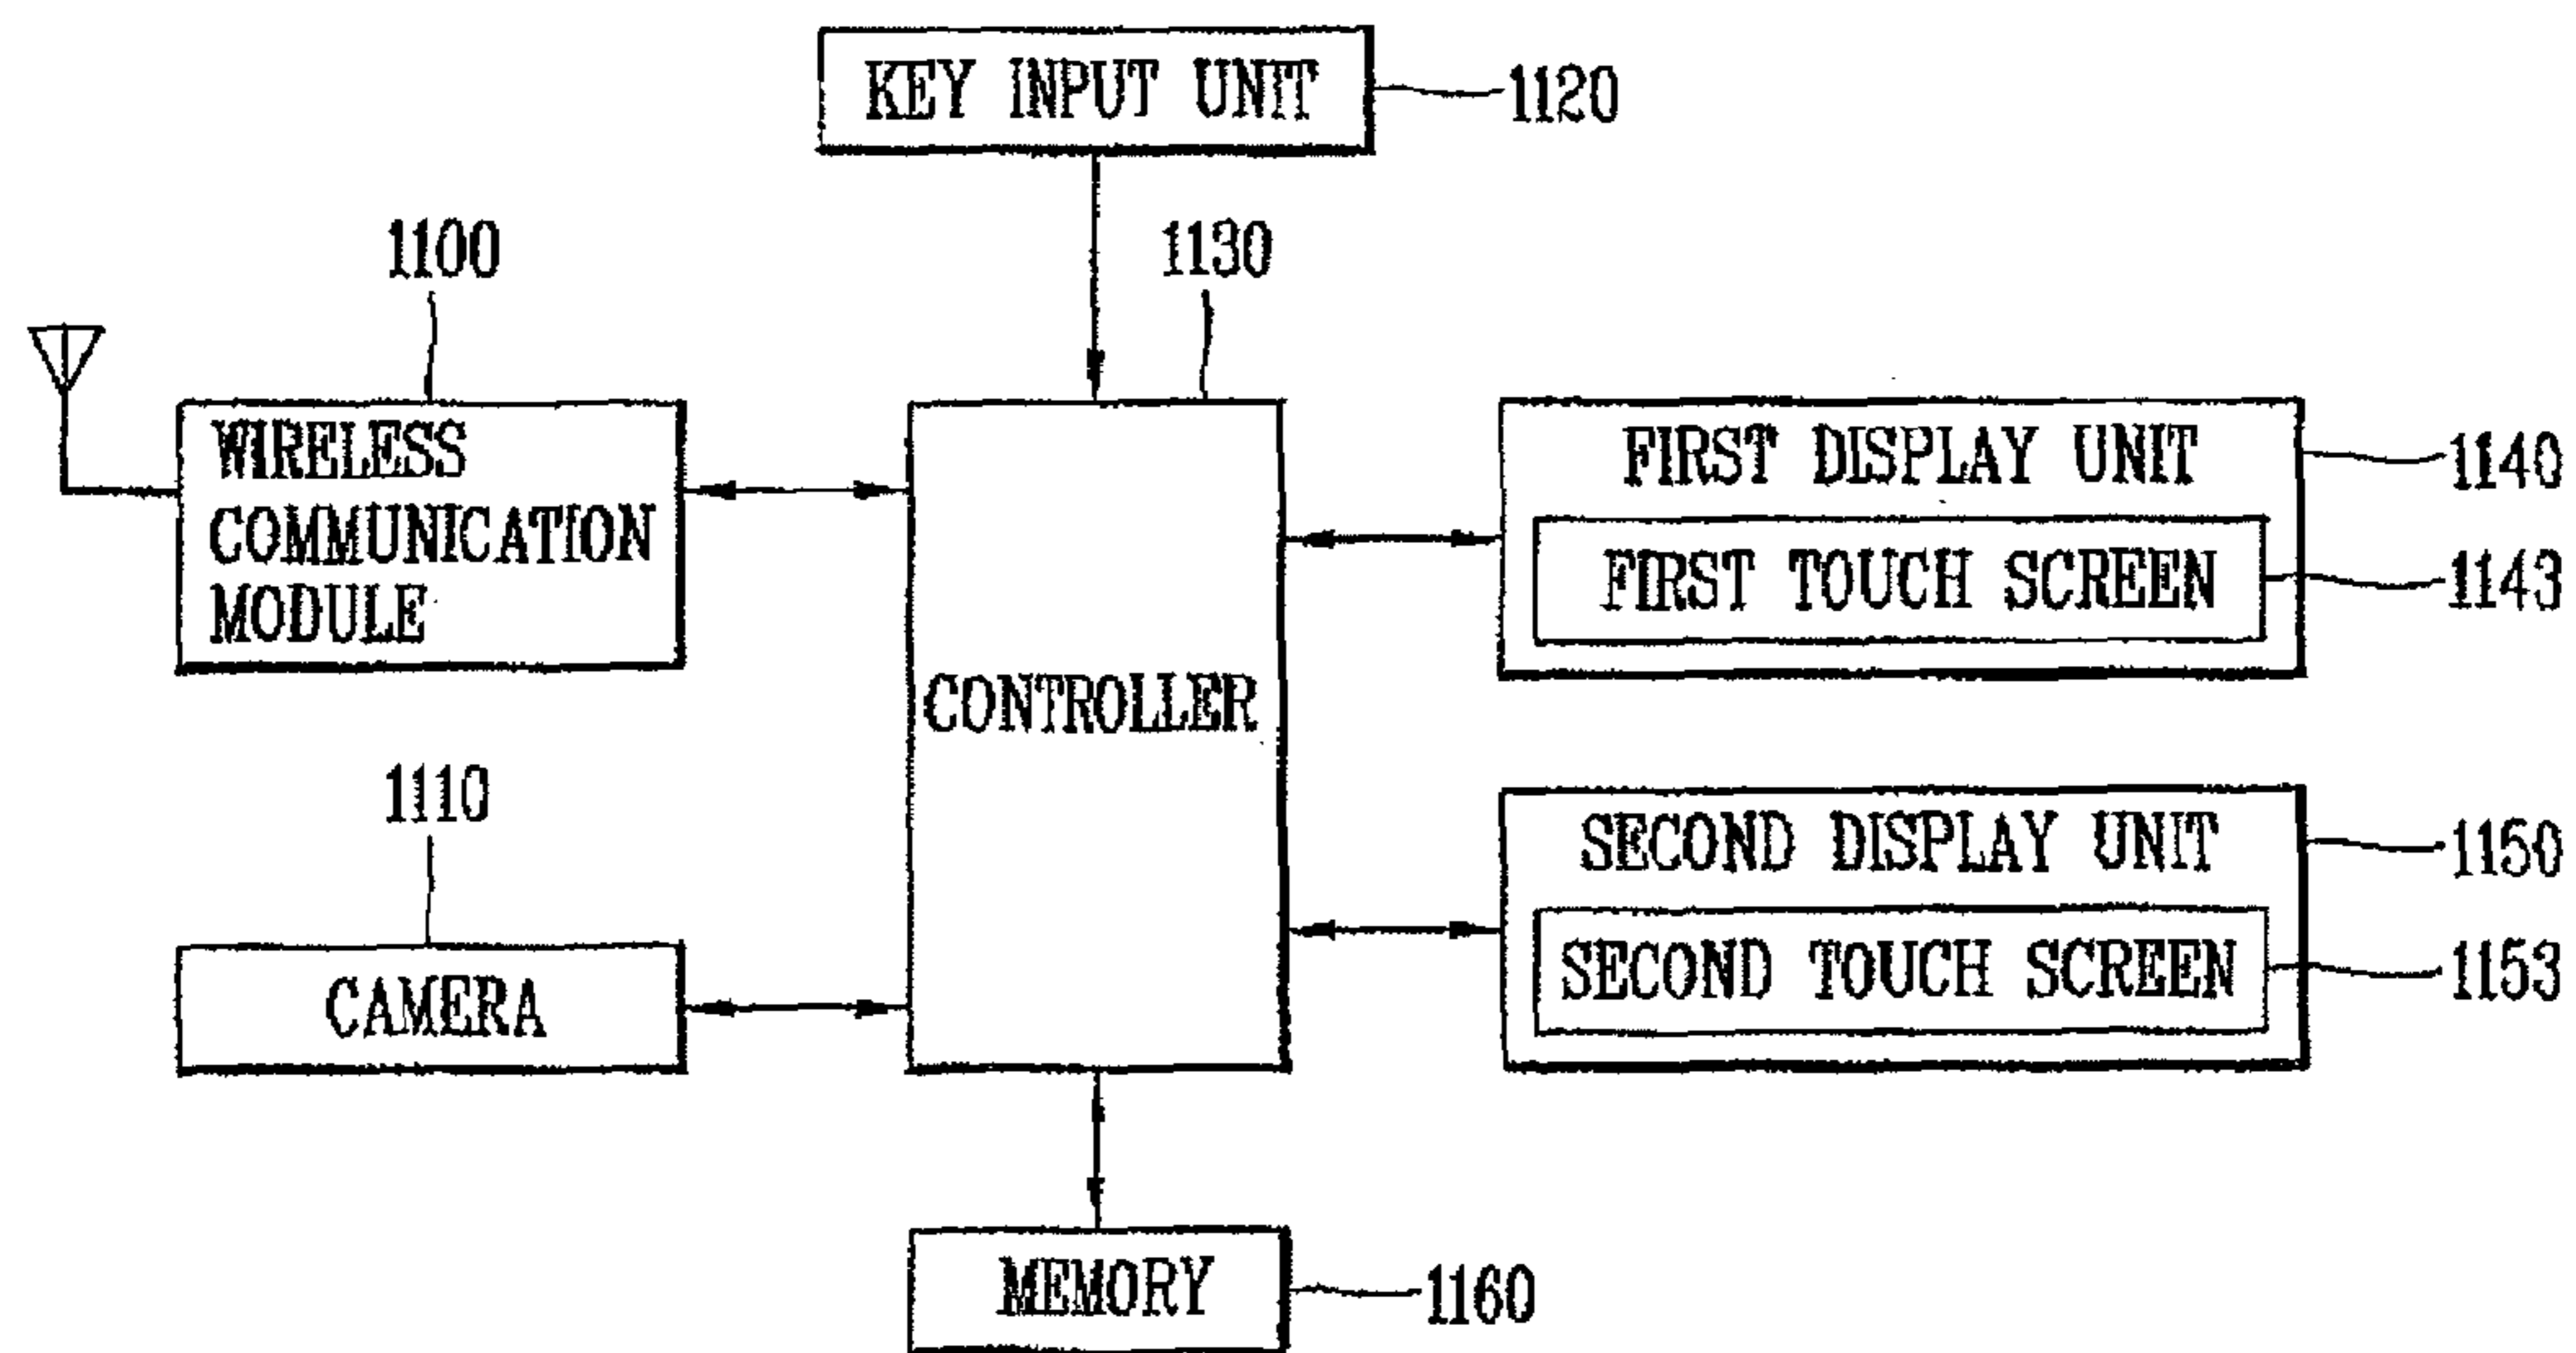 KEY INPUT UNIT
1120
1100
1130
WIRELESS
COMMUNICATION
MODULE
FIRST DISPLAY UNIT
1140
FIRST TOUCH SCREEN
1143
CONTROLLER
1110
SECOND DISPLAY UNIT
1150
SECOND TOUCH SCREEN
1153
CAMERA
MEMORY
1160